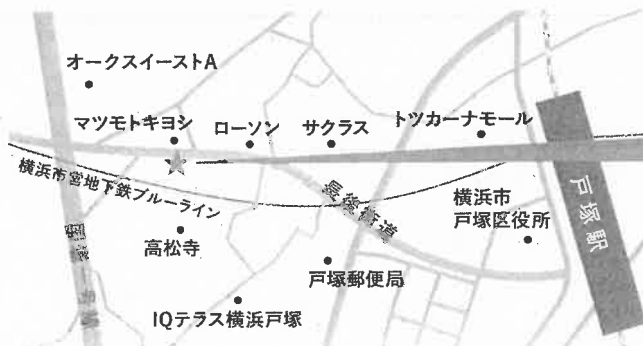 オークスイーストA
マツモトキヨシ
ローソン
サクラス
トツカーナモール
横浜市営地下鉄ブルーライン
長後街道
横浜市
戸塚区役所
戸塚駅
高松寺
戸塚郵便局
IQテラス横浜戸塚